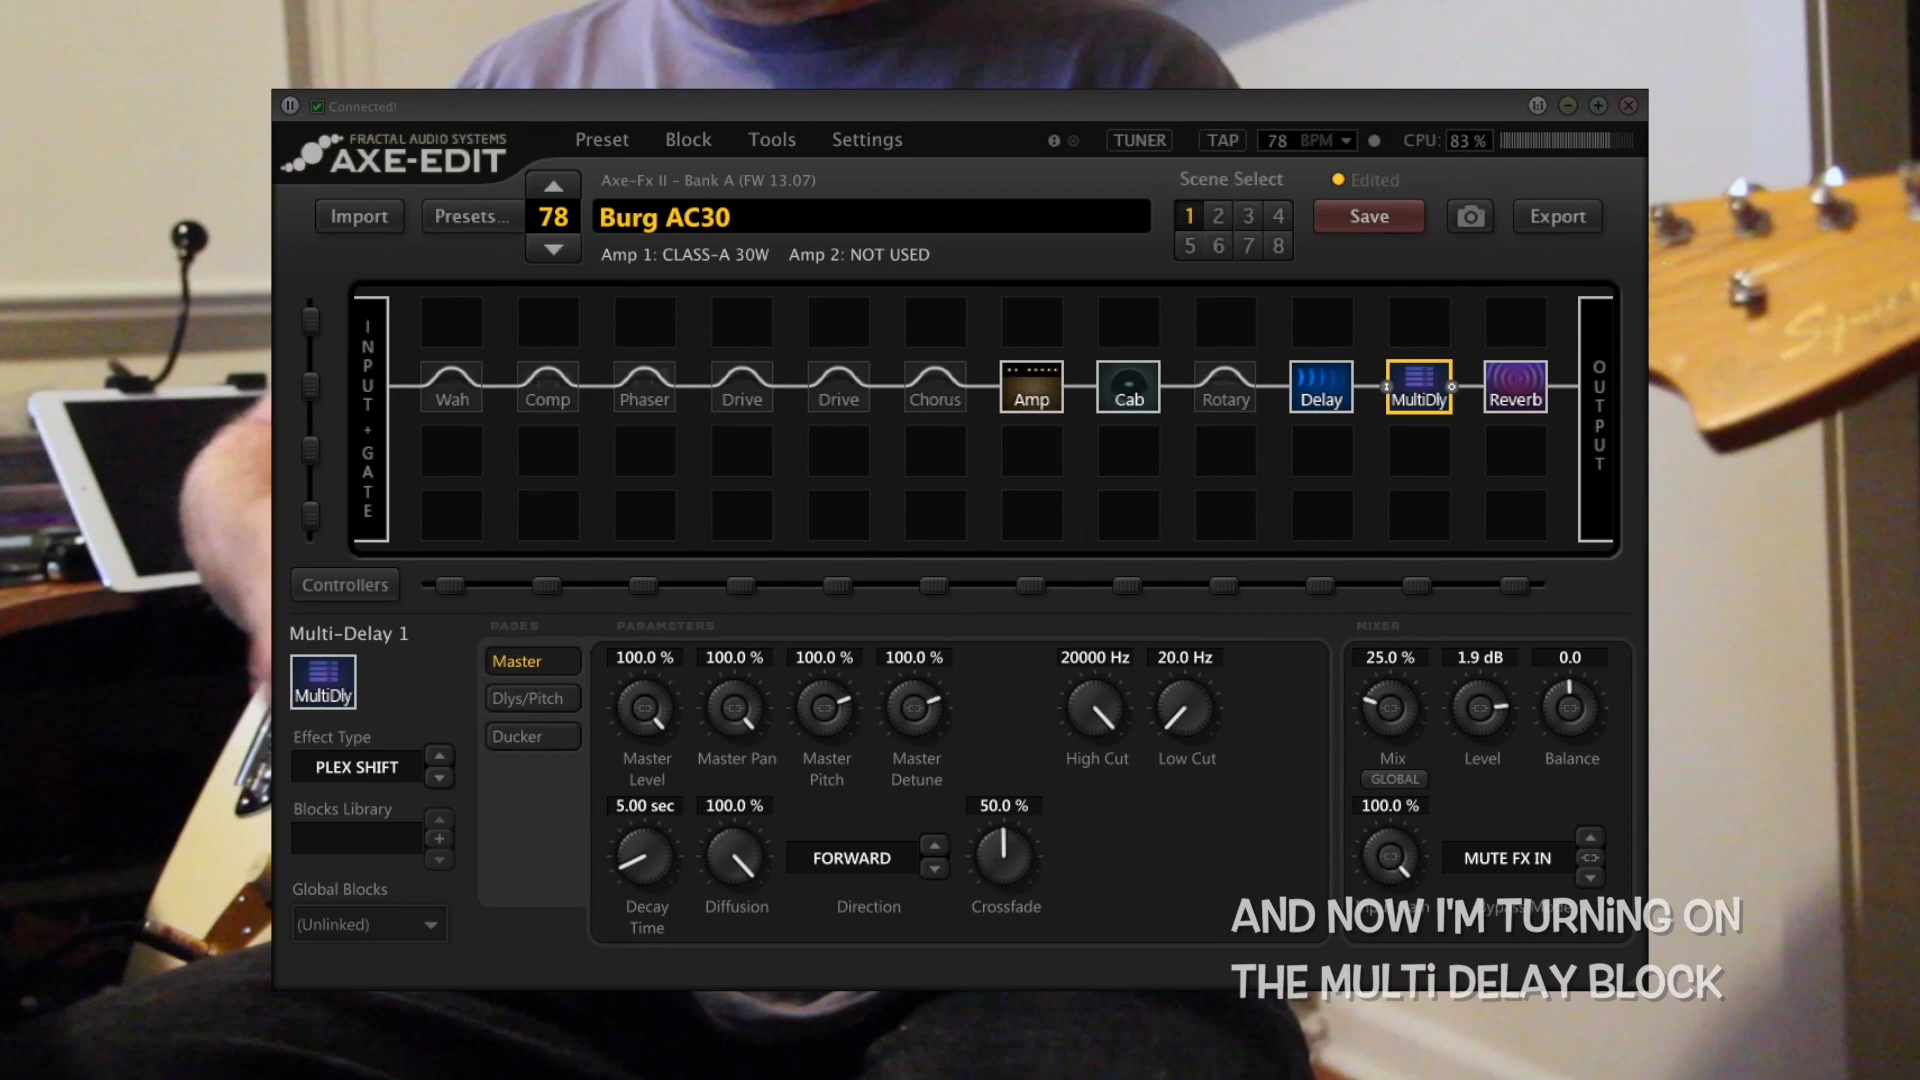 Connected!
1:1
FRACTAL AUDIO SYSTEMS
AXE-EDIT
Preset
Block
Tools
Settings
TUNER
TAP
78 BPM
CPU: 83 %
Axe-Fx II - Bank A (FW 13.07)
Scene Select
Edited
Import
Presets...
78
Burg AC30
1 2 3 4
5 6 7 8
Save
Export
Amp 1: CLASS-A 30W
Amp 2: NOT USED
INPUT + GATE
Wah
Comp
Phaser
Drive
Drive
Chorus
Amp
Cab
Rotary
Delay
MultiDly
Reverb
OUTPUT
Controllers
Multi-Delay 1
MultiDly
Effect Type
PLEX SHIFT
Blocks Library
Global Blocks
(Unlinked)
PAGES
Master
Dlys/Pitch
Ducker
PARAMETERS
100.0 %
100.0 %
100.0 %
100.0 %
20000 Hz
20.0 Hz
Master Level
Master Pan
Master Pitch
Master Detune
High Cut
Low Cut
5.00 sec
100.0 %
FORWARD
50.0 %
Decay Time
Diffusion
Direction
Crossfade
MIXER
25.0 %
1.9 dB
0.0
Mix
Level
Balance
GLOBAL
100.0 %
MUTE FX IN
AND NOW I'M TURNiNG ON
THE MULTi DELAY BLOCK